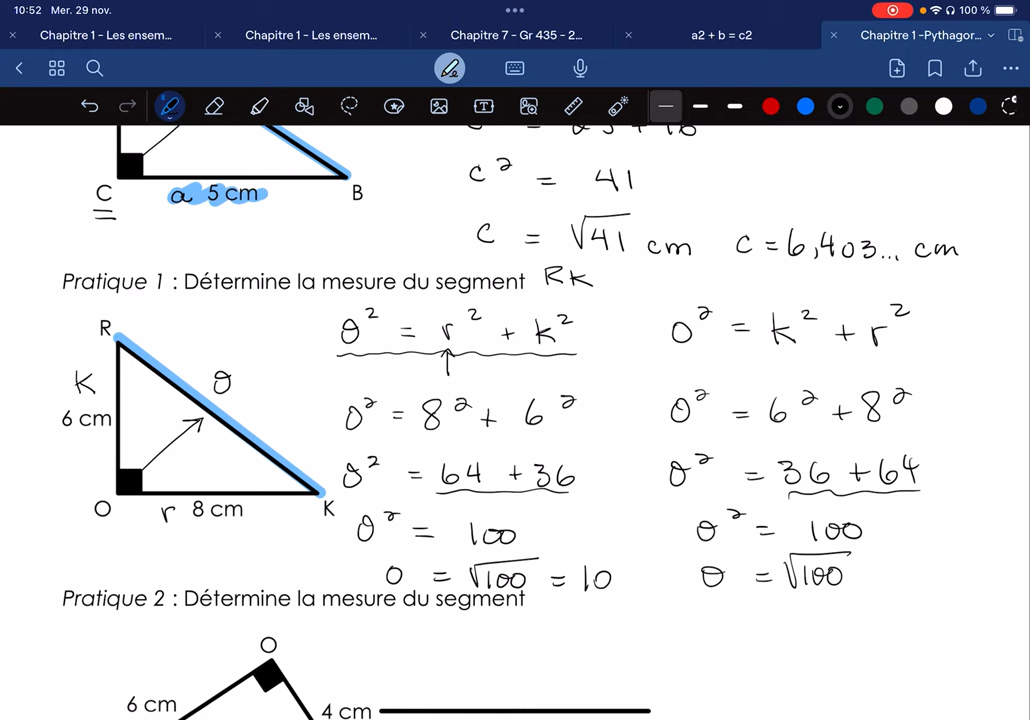 10:52 Mer. 29 nov. 100 %
Chapitre 1 - Les ensem... Chapitre 1 - Les ensem... Chapitre 7 - Gr 435 - 2... a2 + b = c2 Chapitre 1 -Pythagor...
C a 5 cm B
c² = 41
c = √41 cm c = 6,403... cm
Pratique 1 : Détermine la mesure du segment RK
R
o² = r² + k² o² = k² + r²
K o
6 cm o² = 8² + 6² o² = 6² + 8²
o² = 64 + 36 o² = 36 + 64
O r 8 cm K
o² = 100 o² = 100
o = √100 = 10 o = √100
Pratique 2 : Détermine la mesure du segment
O
6 cm 4 cm